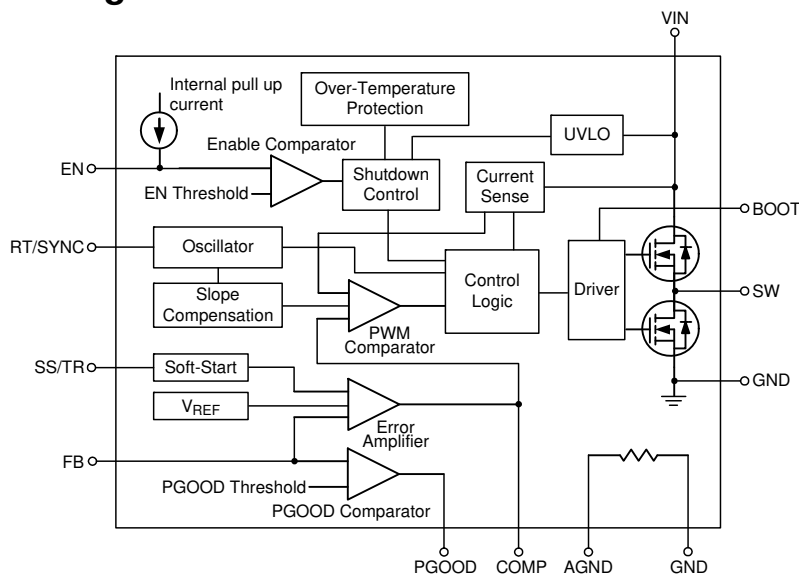 VIN
Internal pull up
current
Over-Temperature
Protection
Enable Comparator
UVLO
EN
EN Threshold
Shutdown
Control
Current
Sense
BOOT
RT/SYNC
Oscillator
Slope
Compensation
Control
Logic
Driver
SW
PWM
Comparator
SS/TR
Soft-Start
VREF
GND
Error
Amplifier
FB
PGOOD Threshold
PGOOD Comparator
PGOOD
COMP
AGND
GND